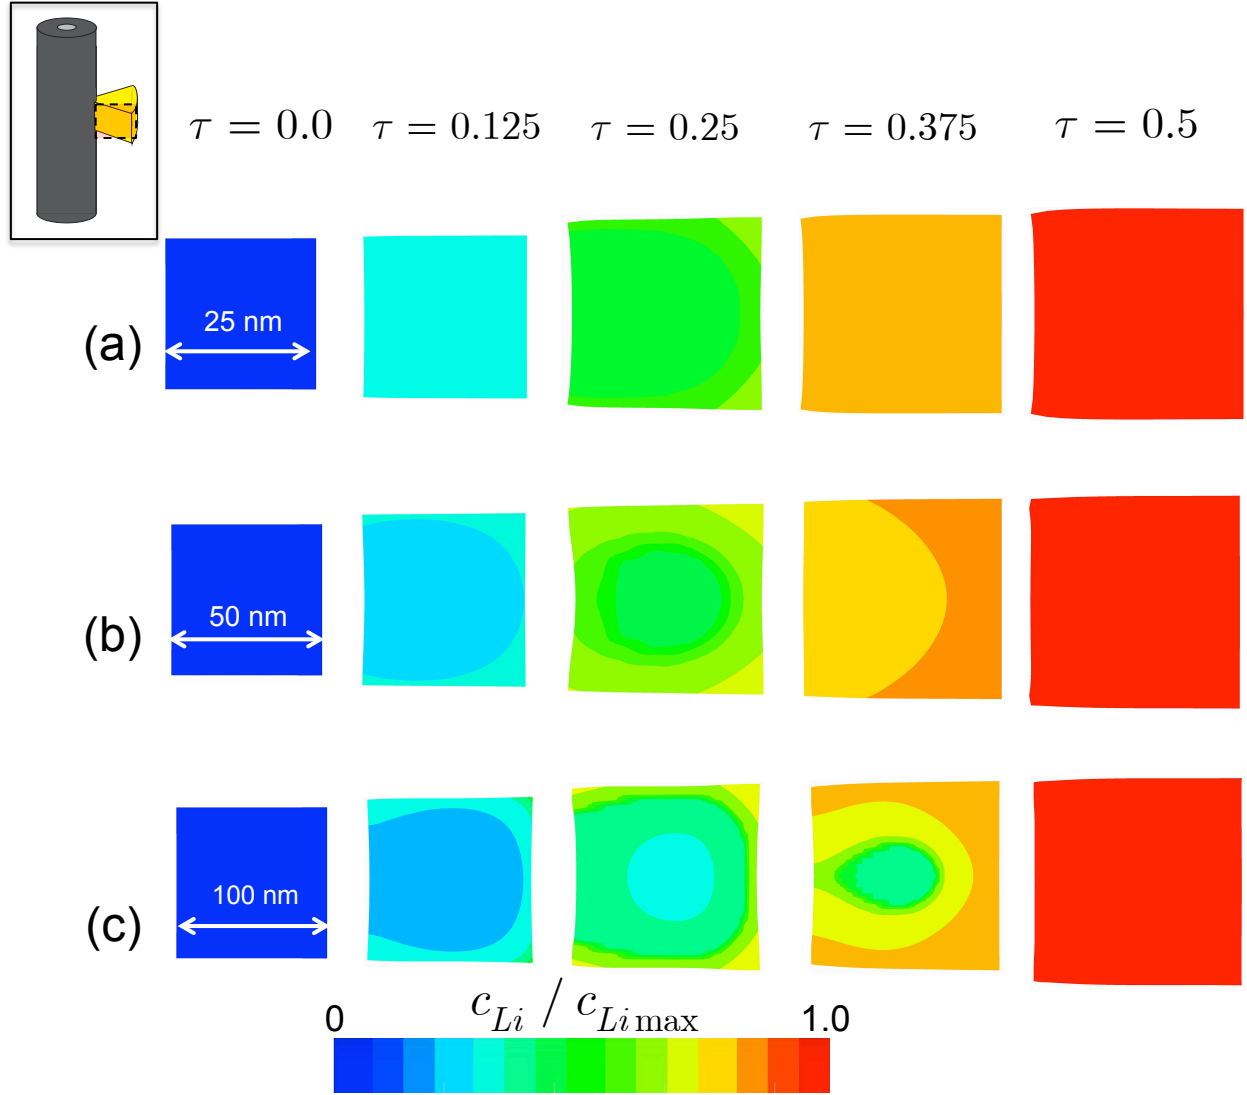 τ = 0.0 τ = 0.125 τ = 0.25 τ = 0.375 τ = 0.5
(a) 25 nm
(b) 50 nm
(c) 100 nm
0 c_Li / c_Li max 1.0